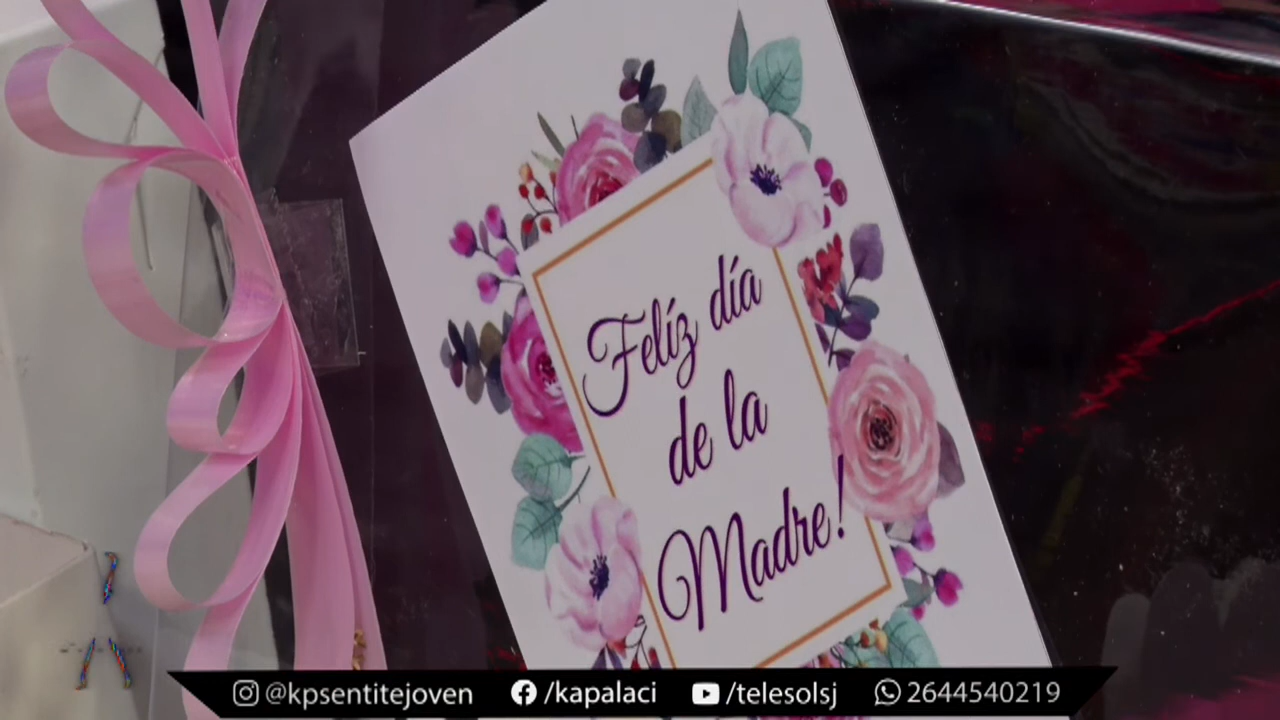 Felíz día
de la
Madre!
@kpsentitejoven /kapalaci /telesolsj 2644540219